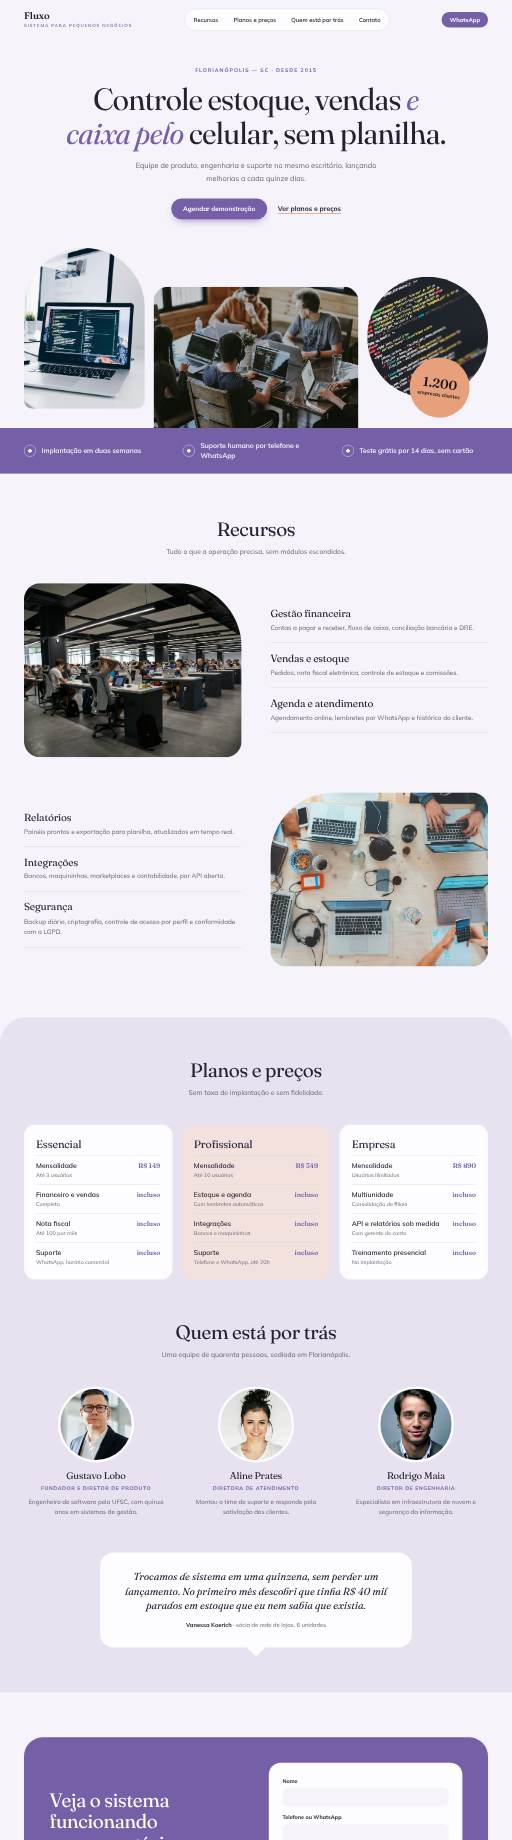 Fluxo
SISTEMA PARA PEQUENOS NEGÓCIOS
Recursos
Planos e preços
Quem está por trás
Contato
WhatsApp
FLORIANÓPOLIS — SC · DESDE 2015
Controle estoque, vendas e
caixa pelo celular, sem planilha.
Equipe de produto, engenharia e suporte no mesmo escritório, lançando
melhorias a cada quinze dias.
Agendar demonstração
Ver planos e preços
1.200
empresas clientes
Implantação em duas semanas
Suporte humano por telefone e
WhatsApp
Teste grátis por 14 dias, sem cartão
Recursos
Tudo o que a operação precisa, sem módulos escondidos.
Gestão financeira
Contas a pagar e receber, fluxo de caixa, conciliação bancária e DRE.
Vendas e estoque
Pedidos, nota fiscal eletrônica, controle de estoque e comissões.
Agenda e atendimento
Agendamento online, lembretes por WhatsApp e histórico do cliente.
Relatórios
Painéis prontos e exportação para planilha, atualizados em tempo real.
Integrações
Bancos, maquininhas, marketplaces e contabilidade, por API aberta.
Segurança
Backup diário, criptografia, controle de acesso por perfil e conformidade
com a LGPD.
Planos e preços
Sem taxa de implantação e sem fidelidade.
Essencial
Mensalidade R$ 149
Até 3 usuários
Financeiro e vendas incluso
Completo
Nota fiscal incluso
Até 100 por mês
Suporte incluso
WhatsApp, horário comercial
Profissional
Mensalidade R$ 549
Até 10 usuários
Estoque e agenda incluso
Com lembretes automáticos
Integrações incluso
Bancos e maquininhas
Suporte incluso
Telefone e WhatsApp, até 20h
Empresa
Mensalidade R$ 890
Usuários ilimitados
Multiunidade incluso
Consolidação de filiais
API e relatórios sob medida incluso
Com gerente de conta
Treinamento presencial incluso
Na implantação
Quem está por trás
Uma equipe de quarenta pessoas, sediada em Florianópolis.
Gustavo Lobo
FUNDADOR E DIRETOR DE PRODUTO
Engenheiro de software pela UFSC, com quinze
anos em sistemas de gestão.
Aline Prates
DIRETORA DE ATENDIMENTO
Montou o time de suporte e responde pela
satisfação dos clientes.
Rodrigo Maia
DIRETOR DE ENGENHARIA
Especialista em infraestrutura de nuvem e
segurança da informação.
Trocamos de sistema em uma quinzena, sem perder um
lançamento. No primeiro mês descobri que tinha R$ 40 mil
parados em estoque que eu nem sabia que existia.
Vanessa Koerich · sócia de rede de lojas, 6 unidades
Veja o sistema
funcionando
Nome
Telefone ou WhatsApp